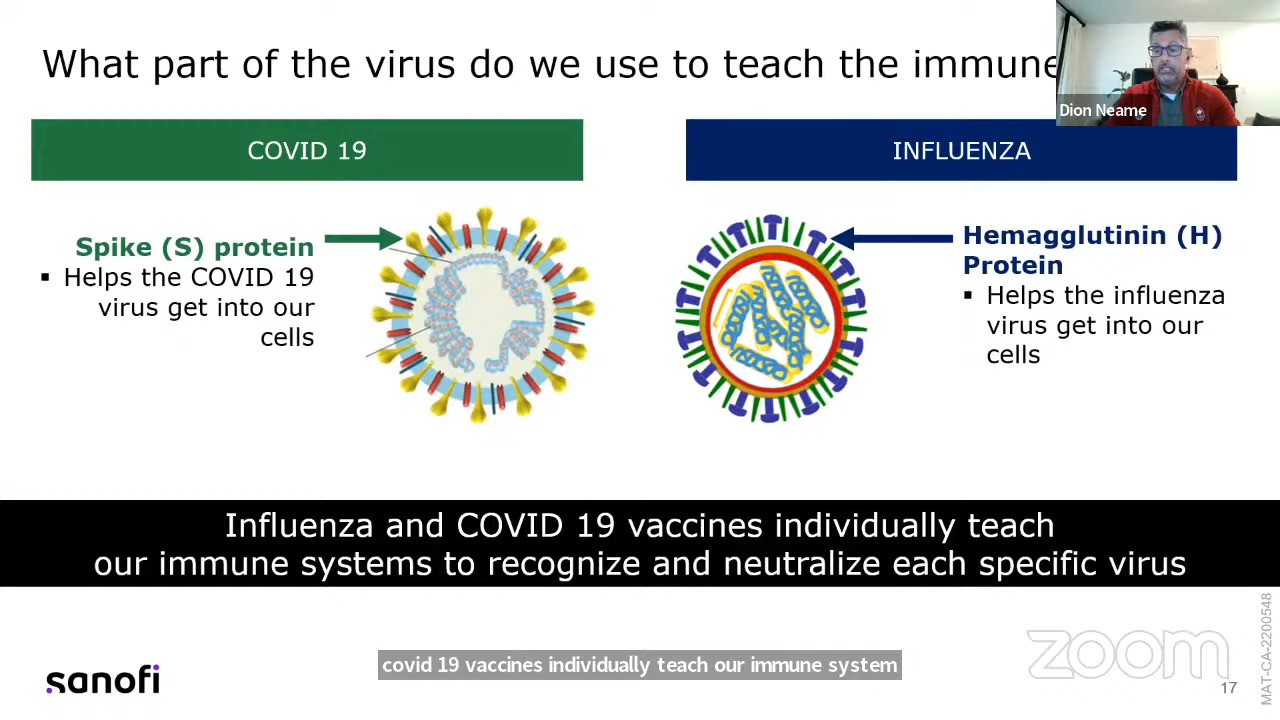 What part of the virus do we use to teach the immune
Dion Neame
COVID 19
INFLUENZA
Spike (S) protein
▪ Helps the COVID 19
virus get into our
cells
Hemagglutinin (H)
Protein
▪ Helps the influenza
virus get into our
cells
Influenza and COVID 19 vaccines individually teach
our immune systems to recognize and neutralize each specific virus
covid 19 vaccines individually teach our immune system
sanofi
zoom
17
MAT-CA-2200548